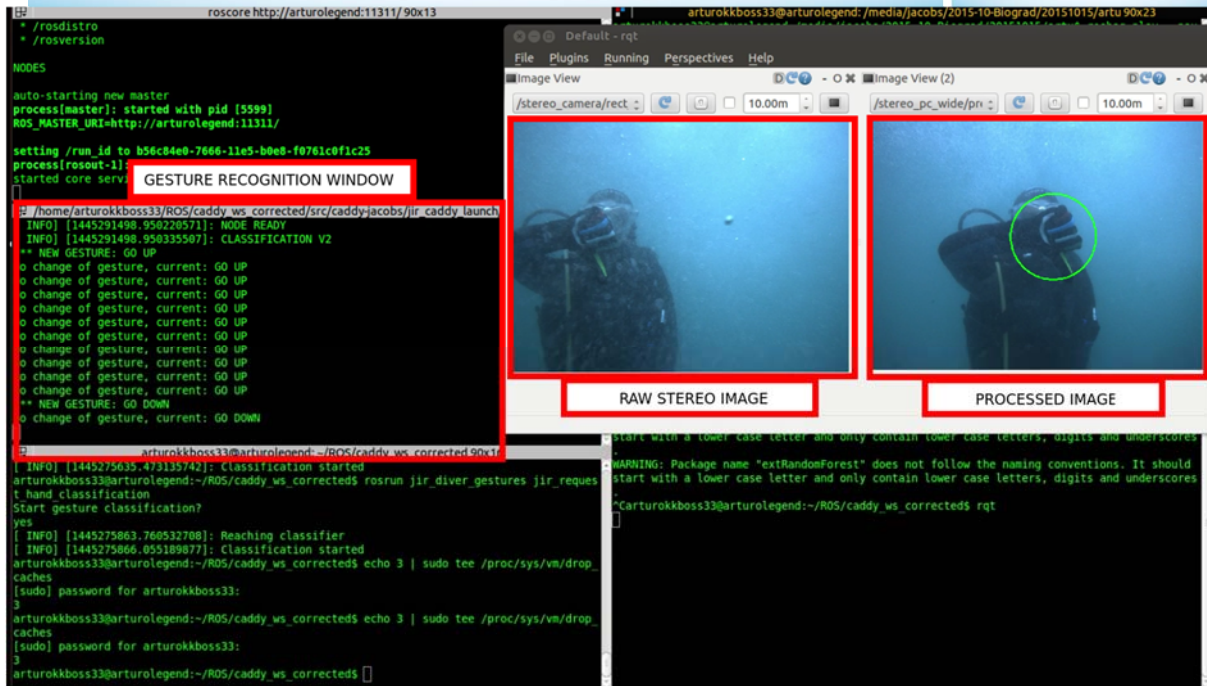 roscore http://arturolegend:11311/ 90x13
* /rosdistro
* /rosversion
NODES
auto-starting new master
process[master]: started with pid [5599]
ROS_MASTER_URI=http://arturolegend:11311/
setting /run_id to b56c84e0-7666-11e5-b0e8-f0761c0f1c25
process[rosout-1]:
started core servi
GESTURE RECOGNITION WINDOW
/home/arturokkboss33/ROS/caddy_ws_corrected/src/caddy-jacobs/jir_caddy_launch
INFO] [1445291498.950220571]: NODE READY
INFO] [1445291498.950335507]: CLASSIFICATION V2
** NEW GESTURE: GO UP
o change of gesture, current: GO UP
o change of gesture, current: GO UP
o change of gesture, current: GO UP
o change of gesture, current: GO UP
o change of gesture, current: GO UP
o change of gesture, current: GO UP
o change of gesture, current: GO UP
o change of gesture, current: GO UP
o change of gesture, current: GO UP
o change of gesture, current: GO UP
** NEW GESTURE: GO DOWN
o change of gesture, current: GO DOWN
arturokkboss33@arturolegend: ~/ROS/caddy_ws_corrected 90x16
[ INFO] [1445275635.473135742]: Classification started
arturokkboss33@arturolegend:~/ROS/caddy_ws_corrected$ rosrun jir_diver_gestures jir_reques
t_hand_classification
Start gesture classification?
yes
[ INFO] [1445275863.760532708]: Reaching classifier
[ INFO] [1445275866.055189877]: Classification started
arturokkboss33@arturolegend:~/ROS/caddy_ws_corrected$ echo 3 | sudo tee /proc/sys/vm/drop_
caches
[sudo] password for arturokkboss33:
3
arturokkboss33@arturolegend:~/ROS/caddy_ws_corrected$ echo 3 | sudo tee /proc/sys/vm/drop_
caches
[sudo] password for arturokkboss33:
3
arturokkboss33@arturolegend:~/ROS/caddy_ws_corrected$
arturokkboss33@arturolegend: /media/jacobs/2015-10-Biograd/20151015/artu 90x23
Default - rqt
File Plugins Running Perspectives Help
Image View
DC? - O ✖
Image View (2)
DC? - O ✖
/stereo_camera/rect
10.00m
/stereo_pc_wide/pro
10.00m
RAW STEREO IMAGE
PROCESSED IMAGE
start with a lower case letter and only contain lower case letters, digits and underscores
.
WARNING: Package name "extRandomForest" does not follow the naming conventions. It should
start with a lower case letter and only contain lower case letters, digits and underscores
.
^Carturokkboss33@arturolegend:~/ROS/caddy_ws_corrected$ rqt